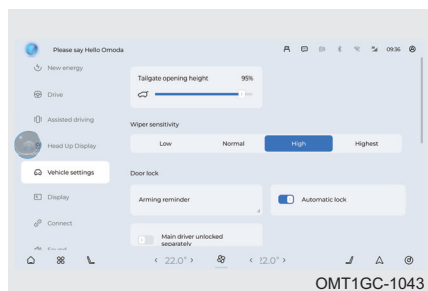 Please say Hello Omoda
09:36
New energy
Drive
Assisted driving
Head Up Display
Vehicle settings
Display
Connect
Sound
Tailgate opening height 95%
Wiper sensitivity
Low Normal High Highest
Door lock
Arming reminder
Automatic lock
Main driver unlocked
separately
‹ 22.0° ›
‹ 22.0° ›
OMT1GC-1043